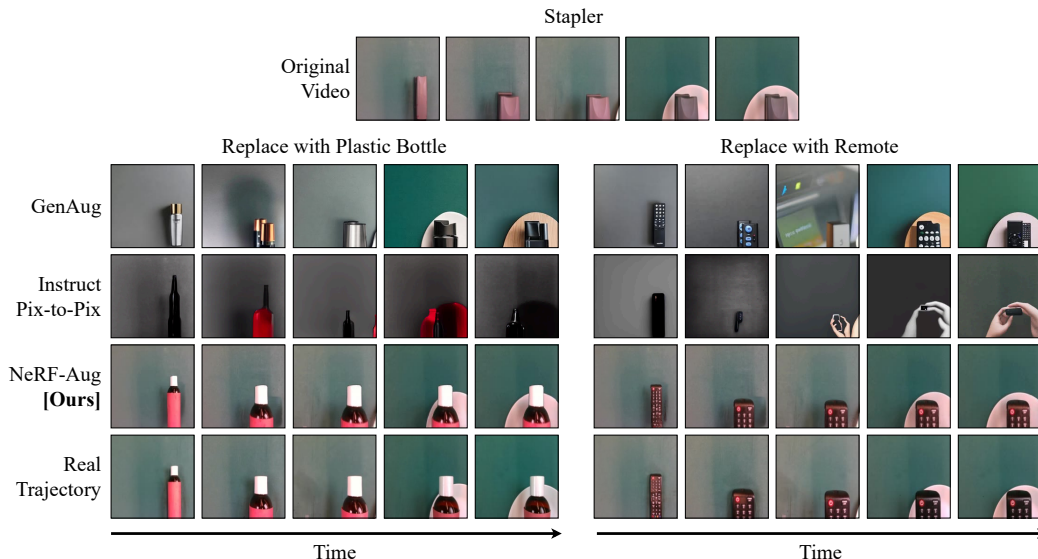 Stapler
Original
Video
Replace with Plastic Bottle
Replace with Remote
GenAug
Instruct
Pix-to-Pix
NeRF-Aug
[Ours]
Real
Trajectory
Time
Time